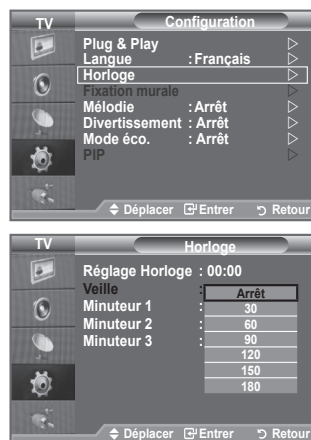 TV Configuration
Plug & Play
Langue : Français
Horloge
Fixation murale
Mélodie : Arrêt
Divertissement : Arrêt
Mode éco. : Arrêt
PIP
Déplacer Entrer Retour
TV Horloge
Réglage Horloge : 00:00
Veille : Arrêt
Minuteur 1 : 30
Minuteur 2 : 60
Minuteur 3 : 90
120
150
180
Déplacer Entrer Retour